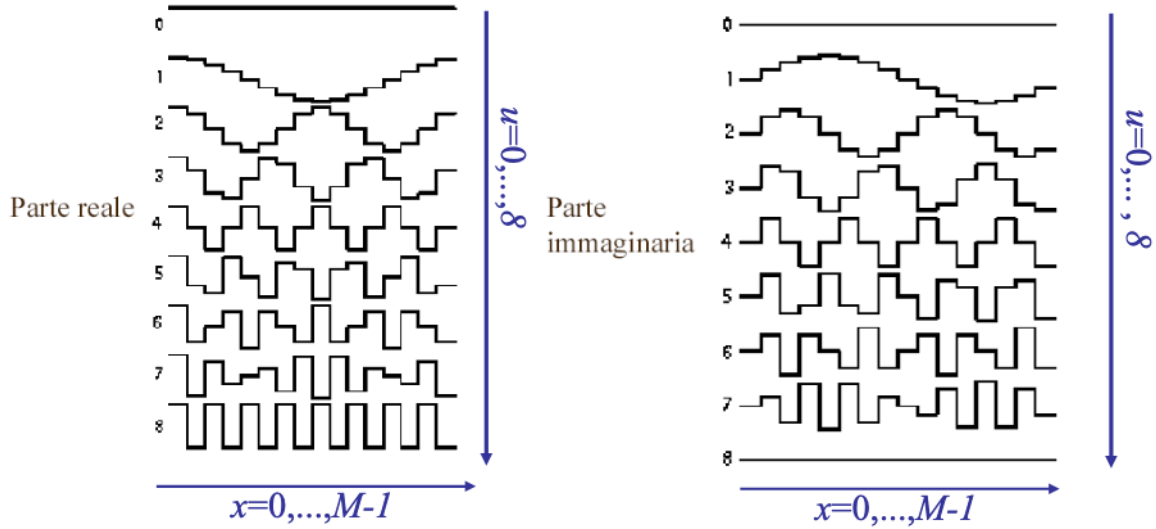 Parte reale
0
1
2
3
4
5
6
7
8
u=0,...,8
x=0,...,M-1
Parte
immaginaria
0
1
2
3
4
5
6
7
8
u=0,... , 8
x=0,...,M-1